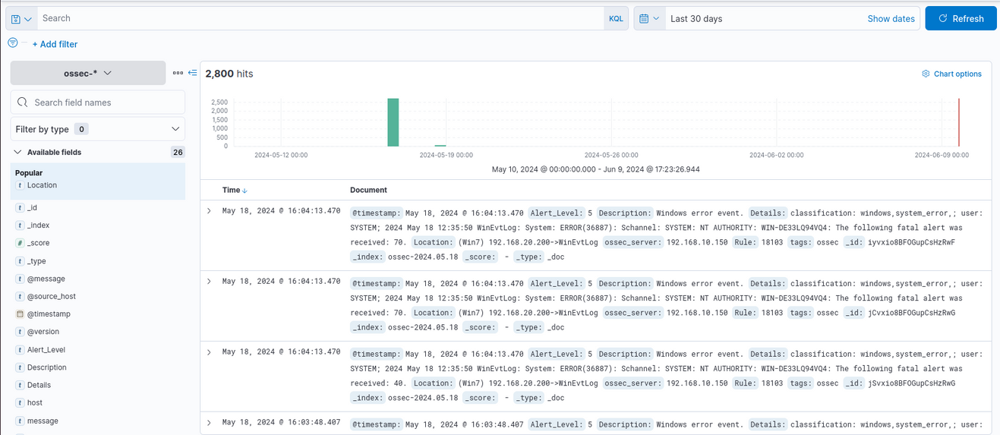 Search KQL Last 30 days Show dates Refresh
+ Add filter
ossec-*
Search field names
Filter by type 0
Available fields 26
Popular
t Location
t _id
t _index
# _score
t _type
t @message
t @source_host
@timestamp
t @version
t Alert_Level
t Description
t Details
t host
t message
2,800 hits Chart options
2,500
2,000
1,500
1,000
500
0
2024-05-12 00:00 2024-05-19 00:00 2024-05-26 00:00 2024-06-02 00:00 2024-06-09 00:00
May 10, 2024 @ 00:00:00.000 - Jun 9, 2024 @ 17:23:26.944
Time ↓ Document
May 18, 2024 @ 16:04:13.470 @timestamp: May 18, 2024 @ 16:04:13.470 Alert_Level: 5 Description: Windows error event. Details: classification: windows,system_error,; user:
SYSTEM; 2024 May 18 12:35:50 WinEvtLog: System: ERROR(36887): Schannel: SYSTEM: NT AUTHORITY: WIN-DE33LQ94VQ4: The following fatal alert was
received: 70. Location: (Win7) 192.168.20.200->WinEvtLog ossec_server: 192.168.10.150 Rule: 18103 tags: ossec _id: iyvxio8BFOGupCsHzRwF
_index: ossec-2024.05.18 _score: - _type: _doc
May 18, 2024 @ 16:04:13.470 @timestamp: May 18, 2024 @ 16:04:13.470 Alert_Level: 5 Description: Windows error event. Details: classification: windows,system_error,; user:
SYSTEM; 2024 May 18 12:35:50 WinEvtLog: System: ERROR(36887): Schannel: SYSTEM: NT AUTHORITY: WIN-DE33LQ94VQ4: The following fatal alert was
received: 70. Location: (Win7) 192.168.20.200->WinEvtLog ossec_server: 192.168.10.150 Rule: 18103 tags: ossec _id: jCvxio8BFOGupCsHzRwG
_index: ossec-2024.05.18 _score: - _type: _doc
May 18, 2024 @ 16:04:13.470 @timestamp: May 18, 2024 @ 16:04:13.470 Alert_Level: 5 Description: Windows error event. Details: classification: windows,system_error,; user:
SYSTEM; 2024 May 18 12:35:50 WinEvtLog: System: ERROR(36887): Schannel: SYSTEM: NT AUTHORITY: WIN-DE33LQ94VQ4: The following fatal alert was
received: 40. Location: (Win7) 192.168.20.200->WinEvtLog ossec_server: 192.168.10.150 Rule: 18103 tags: ossec _id: jSvxio8BFOGupCsHzRwG
_index: ossec-2024.05.18 _score: - _type: _doc
May 18, 2024 @ 16:03:48.407 @timestamp: May 18, 2024 @ 16:03:48.407 Alert_Level: 5 Description: Windows error event. Details: classification: windows,system_error,; user: